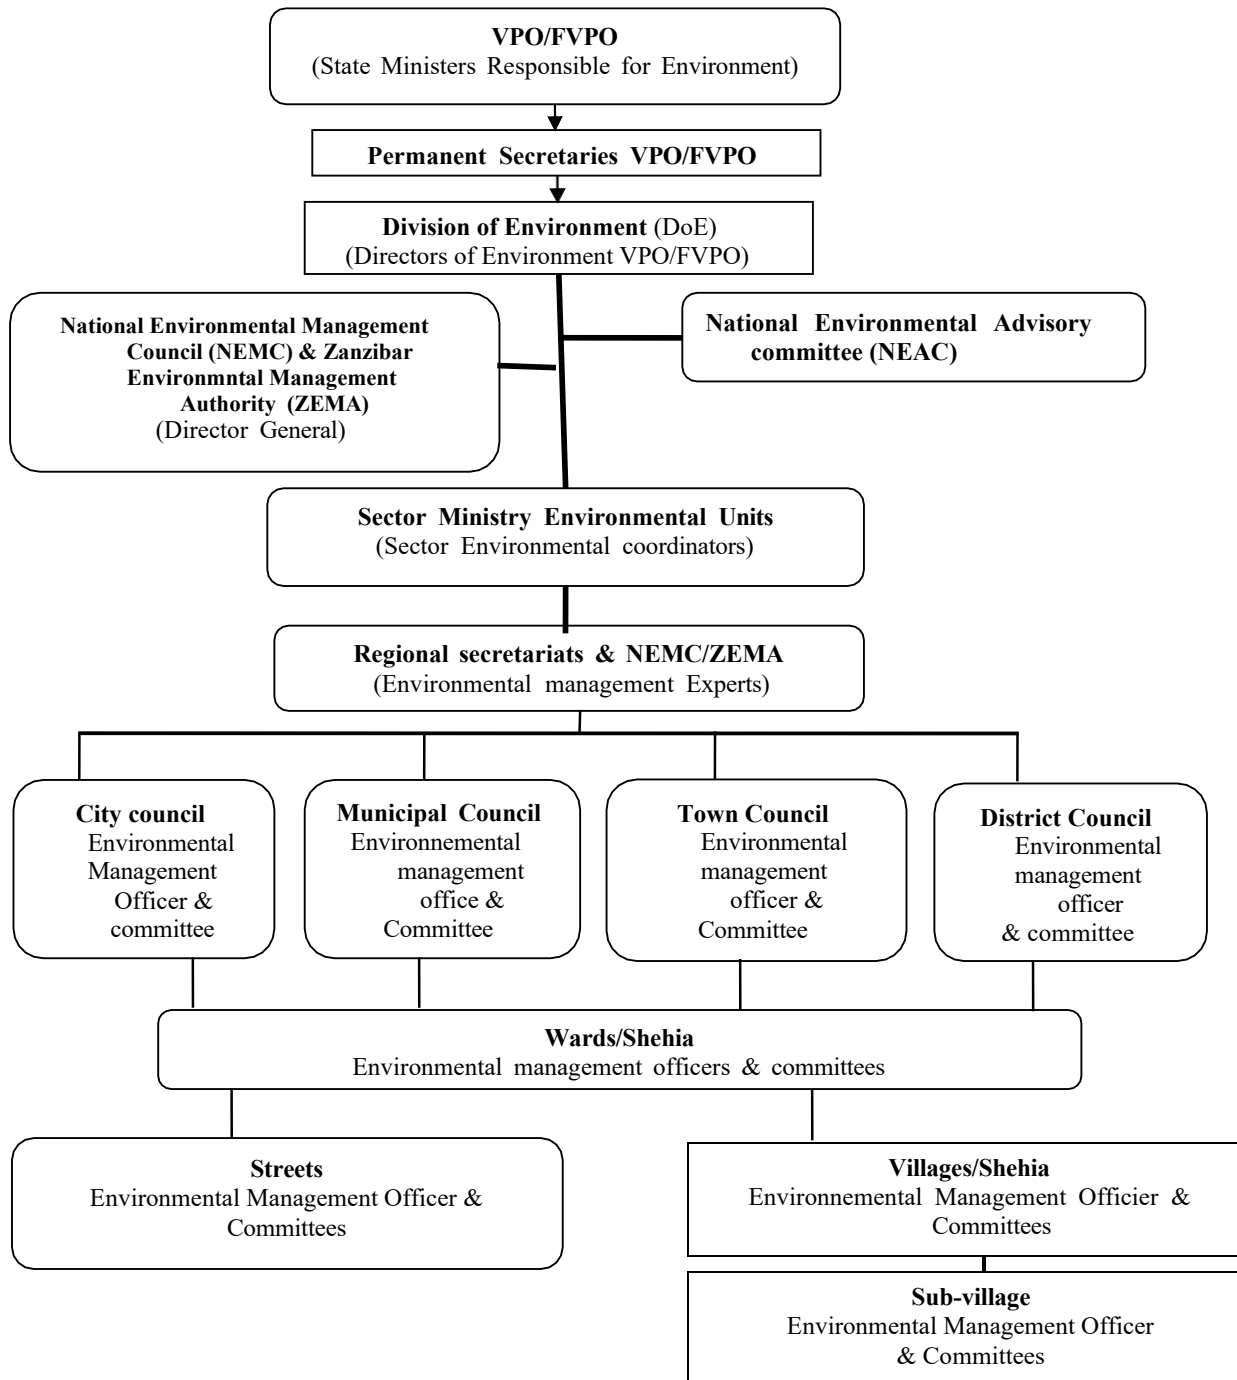 VPO/FVPO
(State Ministers Responsible for Environment)
Permanent Secretaries VPO/FVPO
Division of Environment (DoE)
(Directors of Environment VPO/FVPO)
National Environmental Management
Council (NEMC) & Zanzibar
Environmntal Management
Authority (ZEMA)
(Director General)
National Environmental Advisory
committee (NEAC)
Sector Ministry Environmental Units
(Sector Environmental coordinators)
Regional secretariats & NEMC/ZEMA
(Environmental management Experts)
City council
Environmental
Management
Officer &
committee
Municipal Council
Environnemental
management
office &
Committee
Town Council
Environmental
management
officer &
Committee
District Council
Environmental
management
officer
& committee
Wards/Shehia
Environmental management officers & committees
Streets
Environmental Management Officer &
Committees
Villages/Shehia
Environnemental Management Officier &
Committees
Sub-village
Environmental Management Officer
& Committees